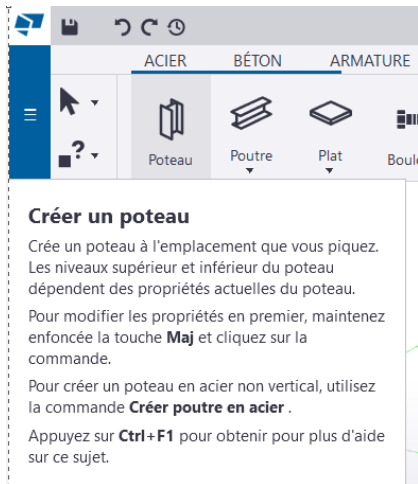 ACIER BÉTON ARMATURE
?
Poteau Poutre Plat
Créer un poteau
Crée un poteau à l'emplacement que vous piquez.
Les niveaux supérieur et inférieur du poteau
dépendent des propriétés actuelles du poteau.
Pour modifier les propriétés en premier, maintenez
enfoncée la touche Maj et cliquez sur la
commande.
Pour créer un poteau en acier non vertical, utilisez
la commande Créer poutre en acier .
Appuyez sur Ctrl+F1 pour obtenir pour plus d'aide
sur ce sujet.